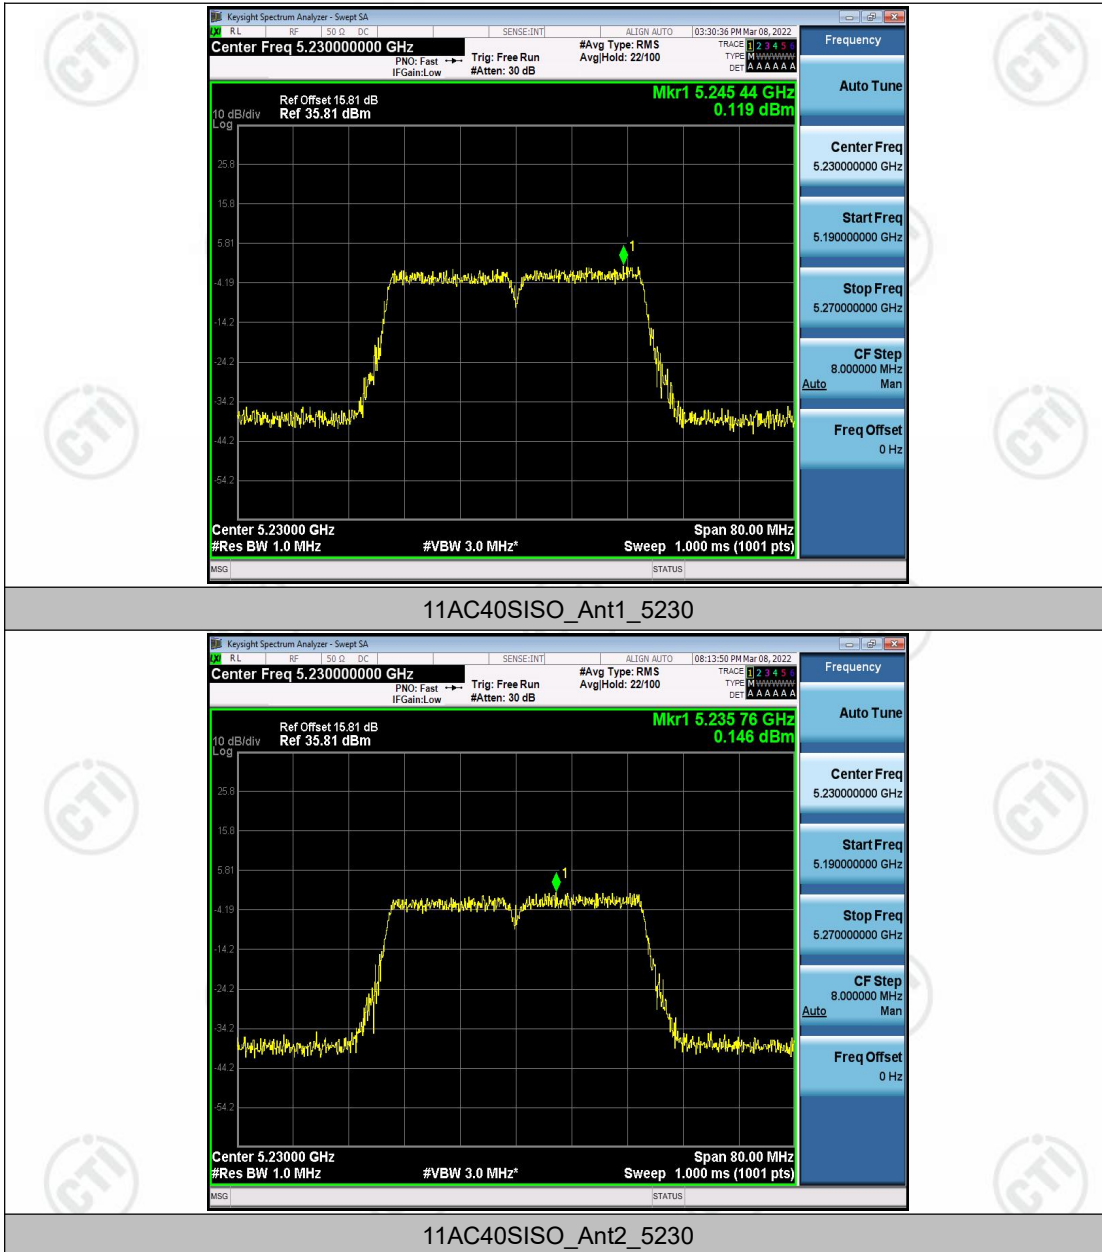 Keysight Spectrum Analyzer - Swept SA
LXI RL RF 50 Ω DC SENSE:INT ALIGN AUTO 03:30:36 PM Mar 08, 2022
Center Freq 5.230000000 GHz
PNO: Fast
IFGain:Low
Trig: Free Run
#Atten: 30 dB
#Avg Type: RMS
Avg|Hold: 22/100
TRACE 1 2 3 4 5 6
TYPE M WWWWW
DET A A A A A A
Frequency
Auto Tune
Center Freq
5.230000000 GHz
Start Freq
5.190000000 GHz
Stop Freq
5.270000000 GHz
CF Step
8.000000 MHz
Auto Man
Freq Offset
0 Hz
Mkr1 5.245 44 GHz
0.119 dBm
Ref Offset 15.81 dB
10 dB/div Ref 35.81 dBm
Log
25.8
15.8
5.81
-4.19
-14.2
-24.2
-34.2
-44.2
-54.2
1
Center 5.23000 GHz Span 80.00 MHz
#Res BW 1.0 MHz #VBW 3.0 MHz* Sweep 1.000 ms (1001 pts)
MSG STATUS
11AC40SISO_Ant1_5230
Keysight Spectrum Analyzer - Swept SA
LXI RL RF 50 Ω DC SENSE:INT ALIGN AUTO 08:13:50 PM Mar 08, 2022
Center Freq 5.230000000 GHz
PNO: Fast
IFGain:Low
Trig: Free Run
#Atten: 30 dB
#Avg Type: RMS
Avg|Hold: 22/100
TRACE 1 2 3 4 5 6
TYPE M WWWWW
DET A A A A A A
Frequency
Auto Tune
Center Freq
5.230000000 GHz
Start Freq
5.190000000 GHz
Stop Freq
5.270000000 GHz
CF Step
8.000000 MHz
Auto Man
Freq Offset
0 Hz
Mkr1 5.235 76 GHz
0.146 dBm
Ref Offset 15.81 dB
10 dB/div Ref 35.81 dBm
Log
25.8
15.8
5.81
-4.19
-14.2
-24.2
-34.2
-44.2
-54.2
1
Center 5.23000 GHz Span 80.00 MHz
#Res BW 1.0 MHz #VBW 3.0 MHz* Sweep 1.000 ms (1001 pts)
MSG STATUS
11AC40SISO_Ant2_5230
CTI
CTI
CTI
CTI
CTI
CTI
CTI
CTI